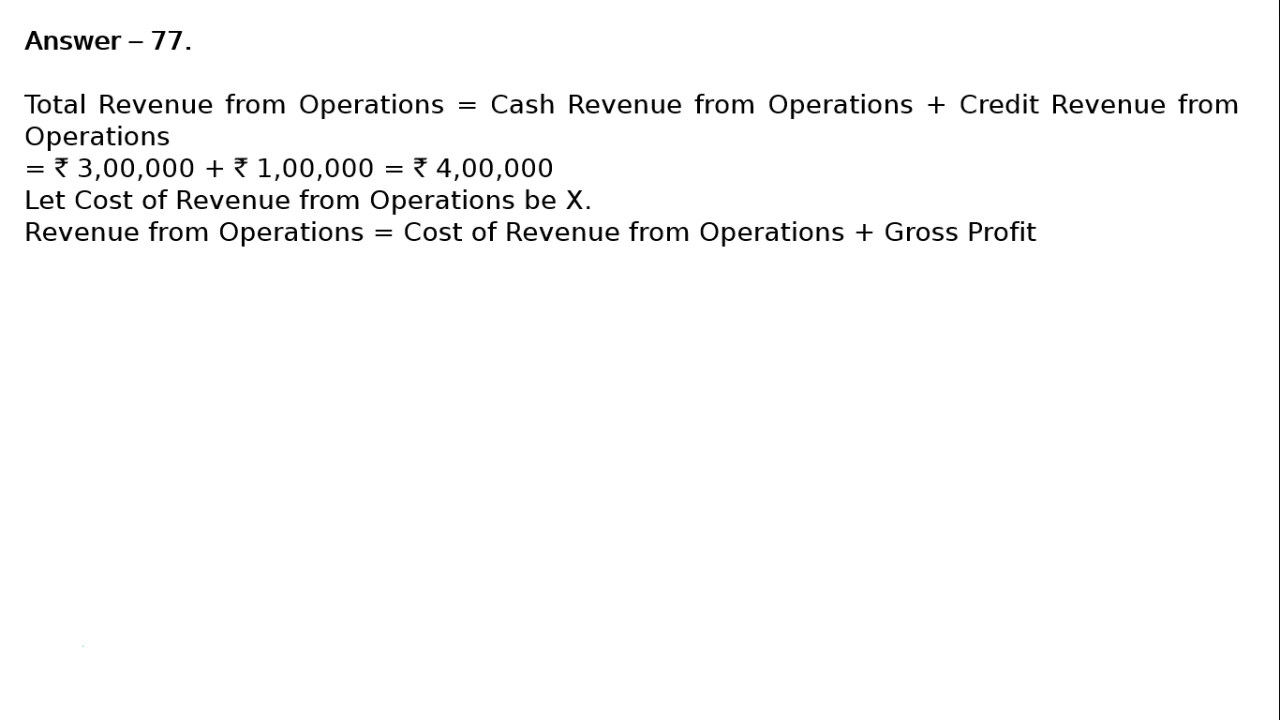 Answer – 77.
Total Revenue from Operations = Cash Revenue from Operations + Credit Revenue from
Operations
= ₹ 3,00,000 + ₹ 1,00,000 = ₹ 4,00,000
Let Cost of Revenue from Operations be X.
Revenue from Operations = Cost of Revenue from Operations + Gross Profit